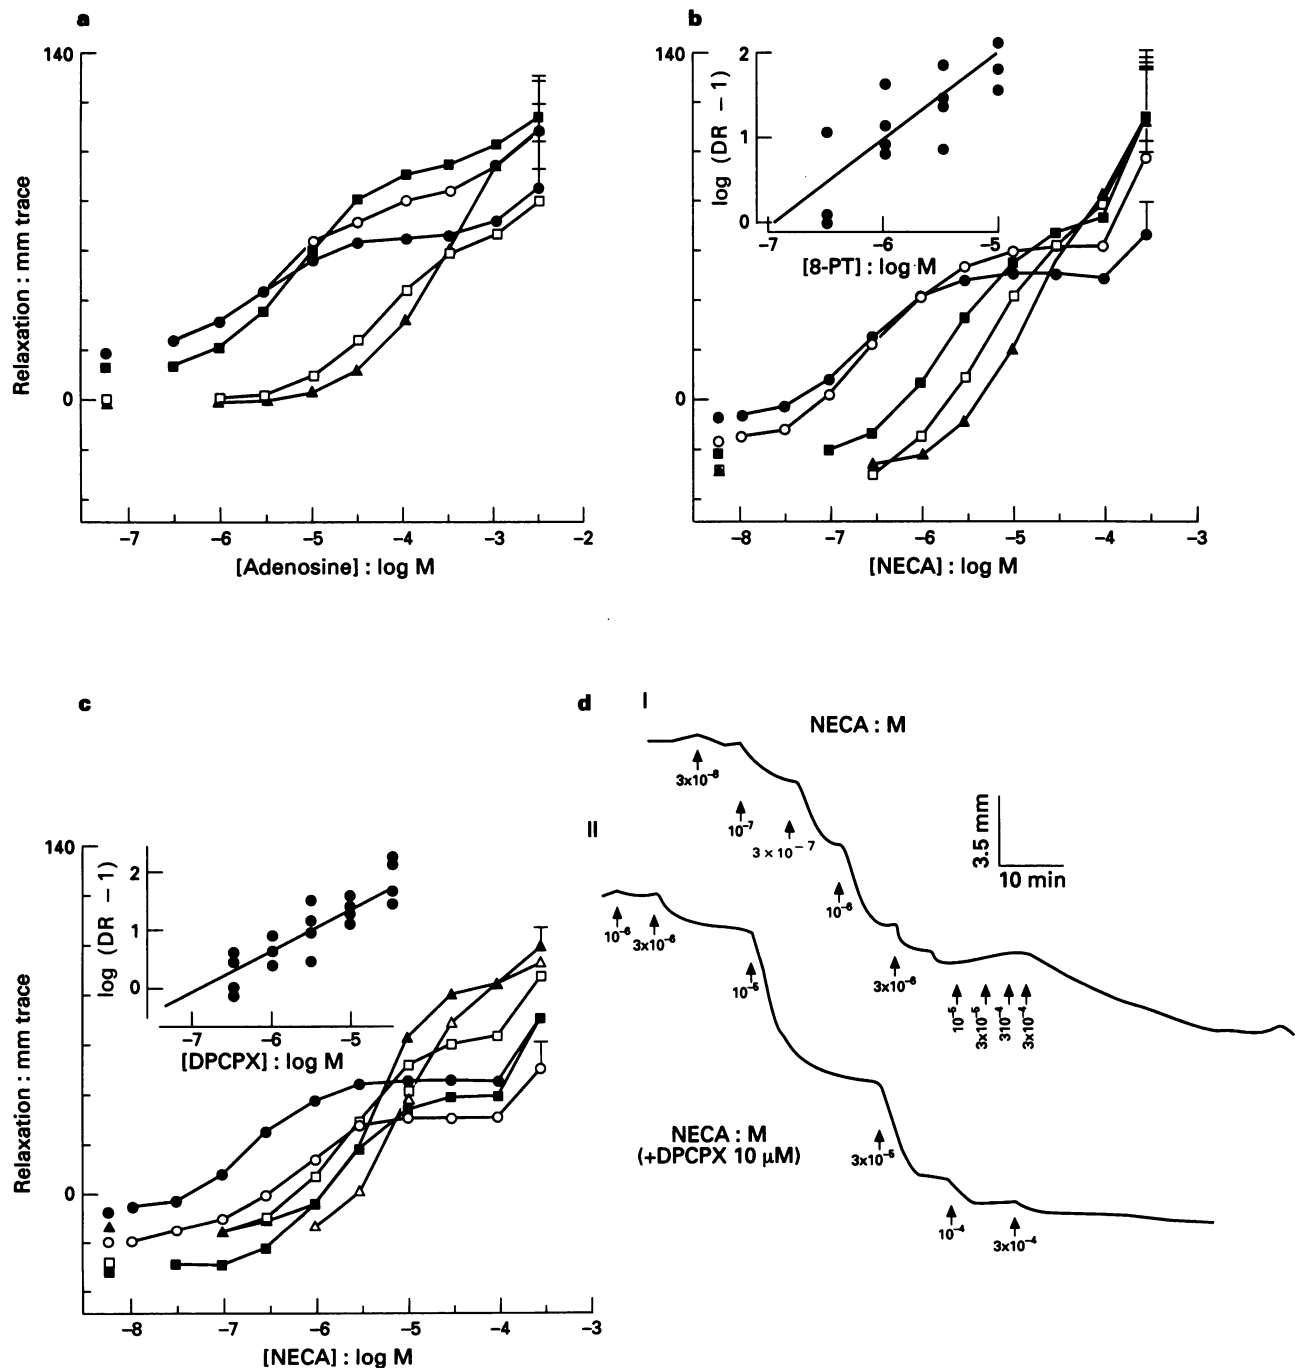 a
140
0
Relaxation : mm trace
−7 −6 −5 −4 −3 −2
[Adenosine] : log M
b
140
0
2
1
0
log (DR − 1)
−7 −6 −5
[8-PT] : log M
−8 −7 −6 −5 −4 −3
[NECA] : log M
c
140
0
Relaxation : mm trace
2
1
0
log (DR − 1)
−7 −6 −5
[DPCPX] : log M
−8 −7 −6 −5 −4 −3
[NECA] : log M
d
I
NECA : M
3x10⁻⁸
10⁻⁷
3 × 10⁻⁷
10⁻⁶
3x10⁻⁶
10⁻⁵
3x10⁻⁵
310⁻⁴
3x10⁻⁴
3.5 mm
10 min
II
10⁻⁶
3x10⁻⁶
10⁻⁵
3x10⁻⁵
10⁻⁴
3x10⁻⁴
NECA : M
(+DPCPX 10 µM)